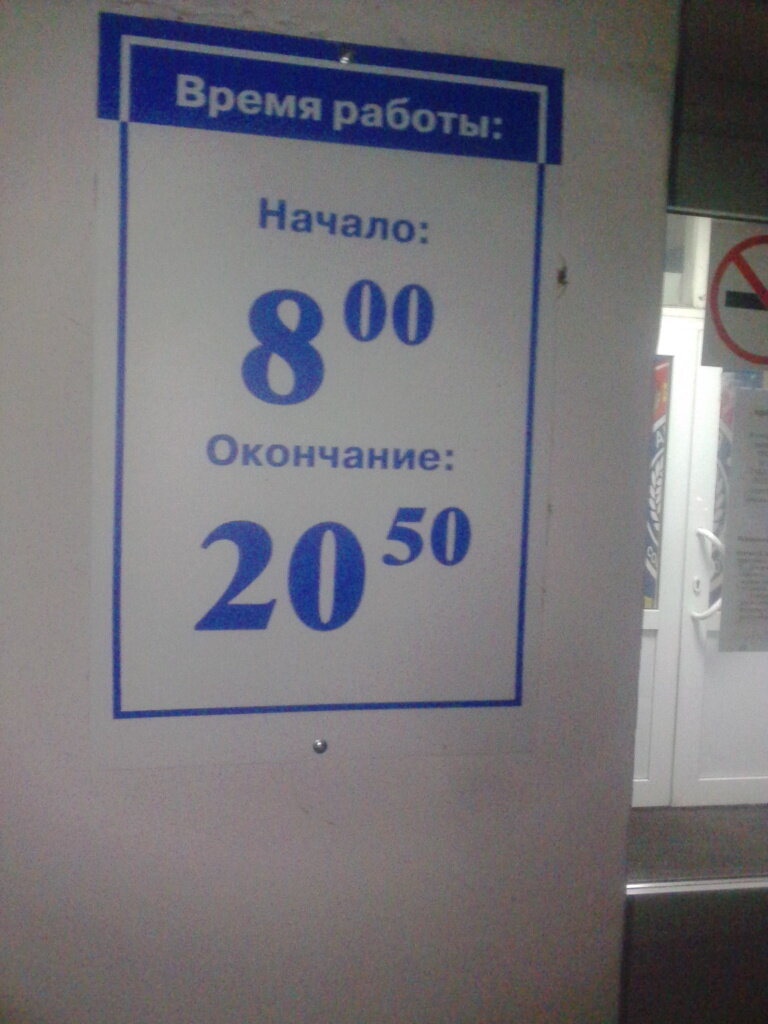 Время работы:
Начало:
8 00
Окончание:
20 50